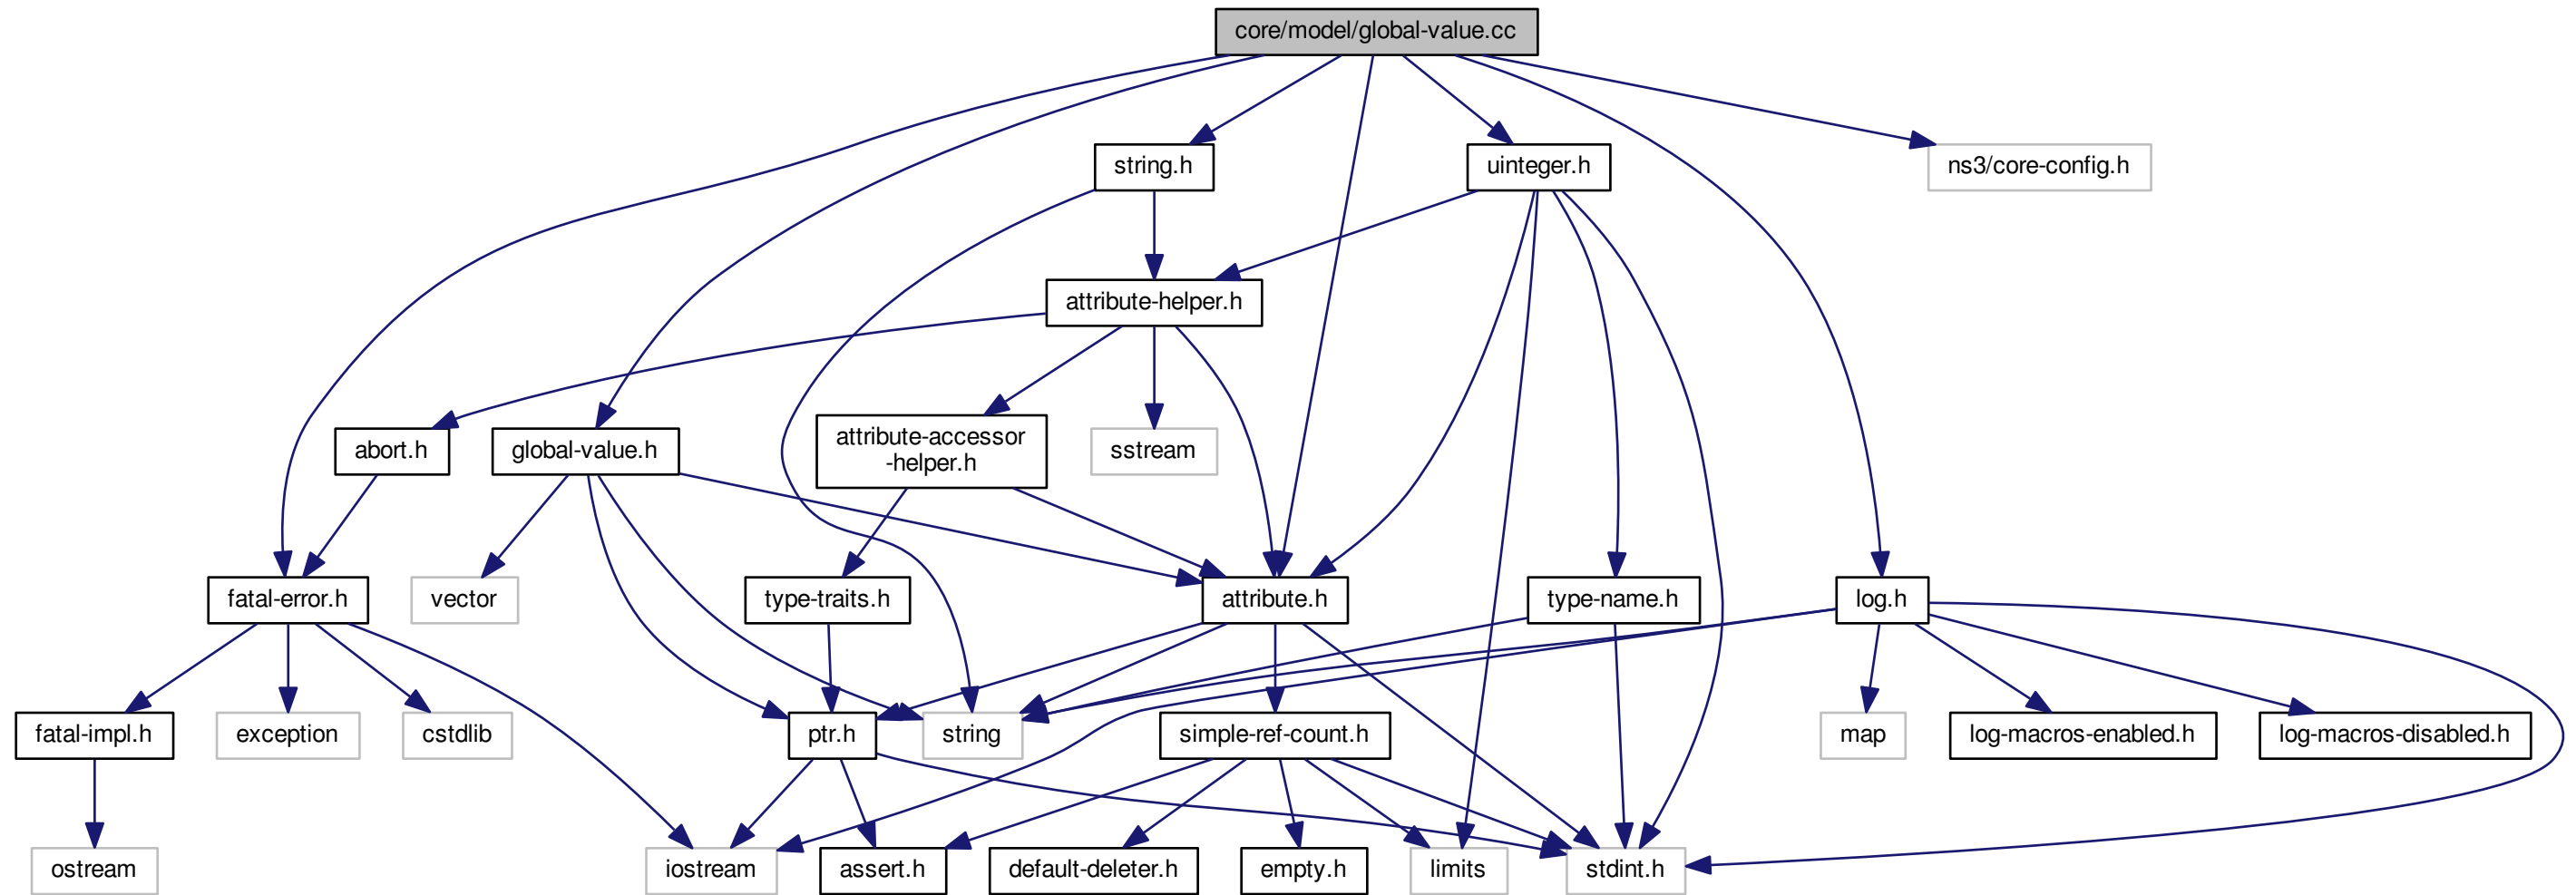 core/model/global-value.cc
string.h
uinteger.h
ns3/core-config.h
attribute-helper.h
abort.h
global-value.h
attribute-accessor
-helper.h
sstream
fatal-error.h
vector
type-traits.h
attribute.h
type-name.h
log.h
fatal-impl.h
exception
cstdlib
ptr.h
string
simple-ref-count.h
map
log-macros-enabled.h
log-macros-disabled.h
ostream
iostream
assert.h
default-deleter.h
empty.h
limits
stdint.h